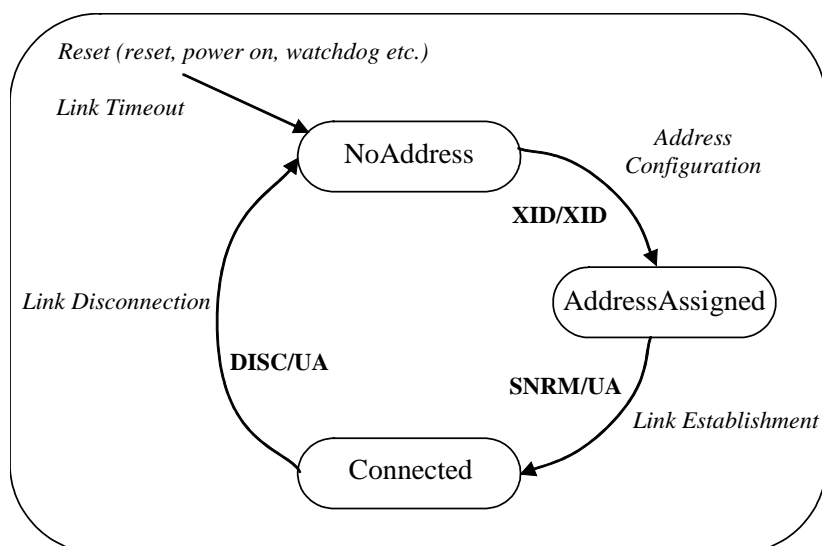 Reset (reset, power on, watchdog etc.)
Link Timeout
NoAddress
Address
Configuration
XID/XID
AddressAssigned
Link Disconnection
DISC/UA
SNRM/UA
Link Establishment
Connected